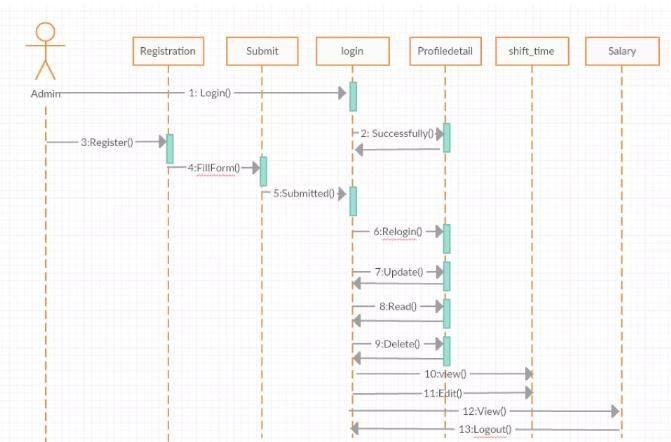 Registration
Submit
login
Profiledetail
shift_time
Salary
Admin
1: Login()
2: Successfully()
3:Register()
4:FillForm()
5:Submitted()
6:Relogin()
7:Update()
8:Read()
9:Delete()
10:view()
11:Edit()
12:View()
13:Logout()